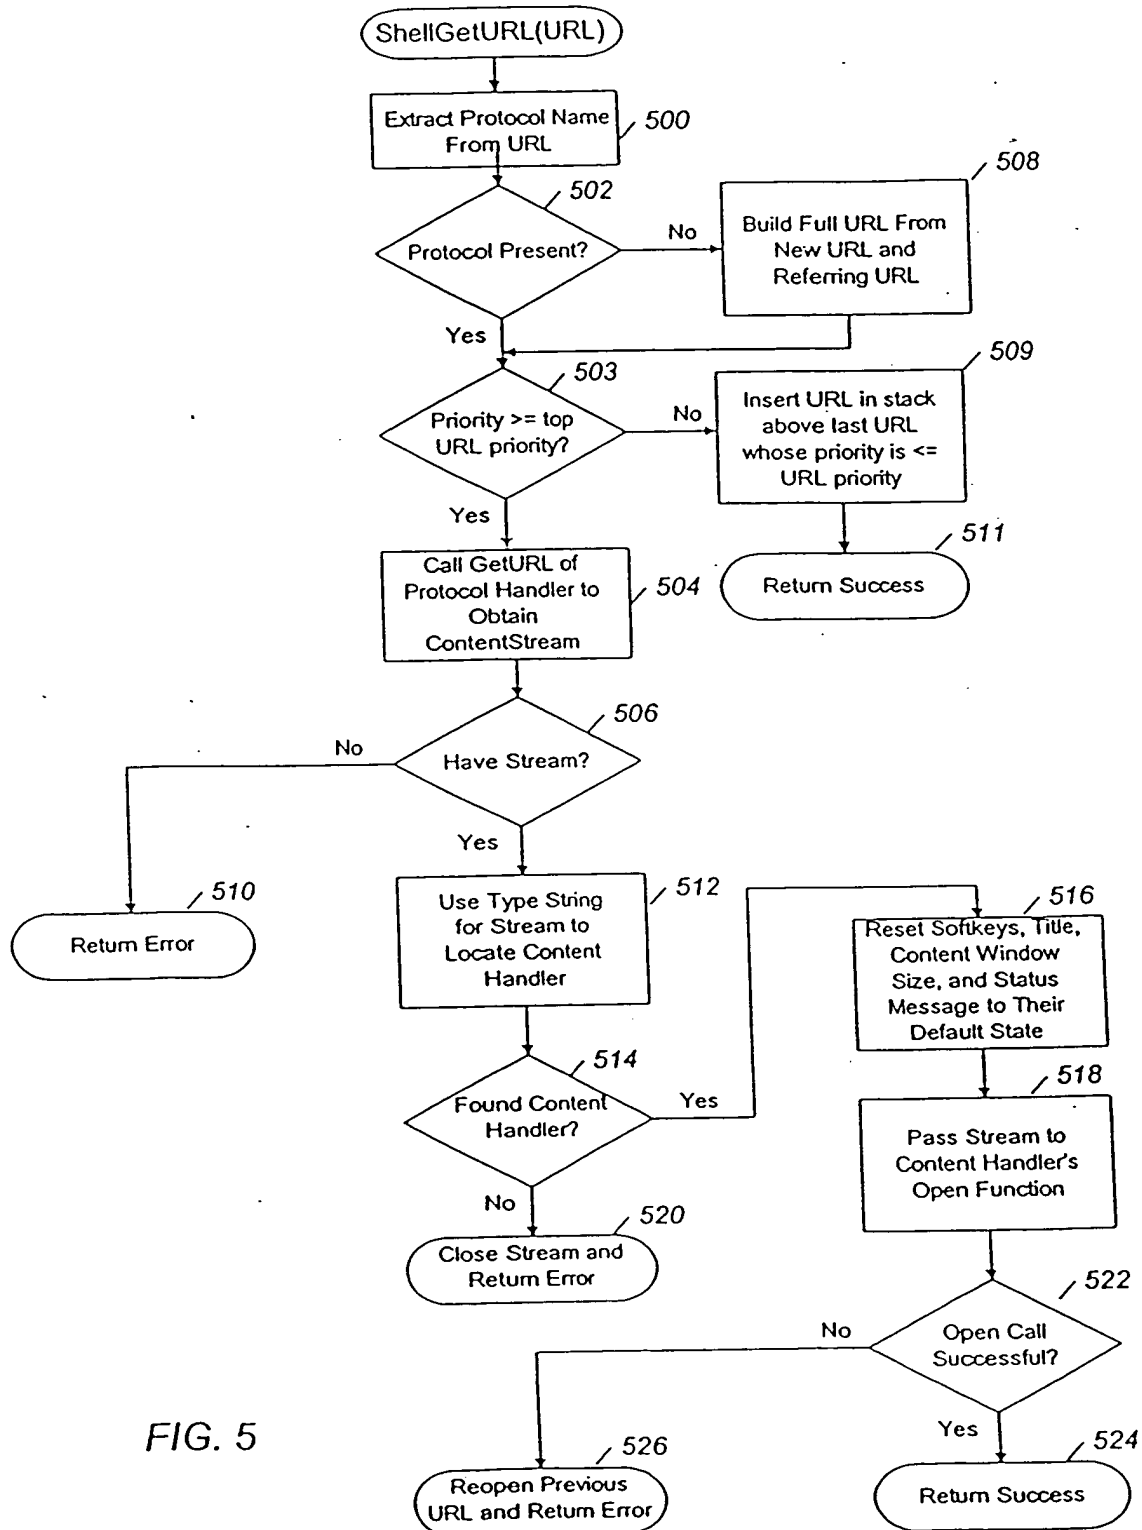 ShellGetURL(URL)
Extract Protocol Name
From URL
500
502
Protocol Present?
No
508
Build Full URL From
New URL and
Referring URL
Yes
503
Priority >= top
URL priority?
No
509
Insert URL in stack
above last URL
whose priority is <=
URL priority
Yes
511
Return Success
Call GetURL of
Protocol Handler to
Obtain
ContentStream
504
506
Have Stream?
No
Yes
510
Return Error
Use Type String
for Stream to
Locate Content
Handler
512
514
Found Content
Handler?
Yes
516
Reset Softkeys, Title,
Content Window
Size, and Status
Message to Their
Default State
518
Pass Stream to
Content Handler's
Open Function
No
520
Close Stream and
Return Error
522
Open Call
Successful?
No
Yes
526
Reopen Previous
URL and Return Error
524
Return Success
FIG. 5